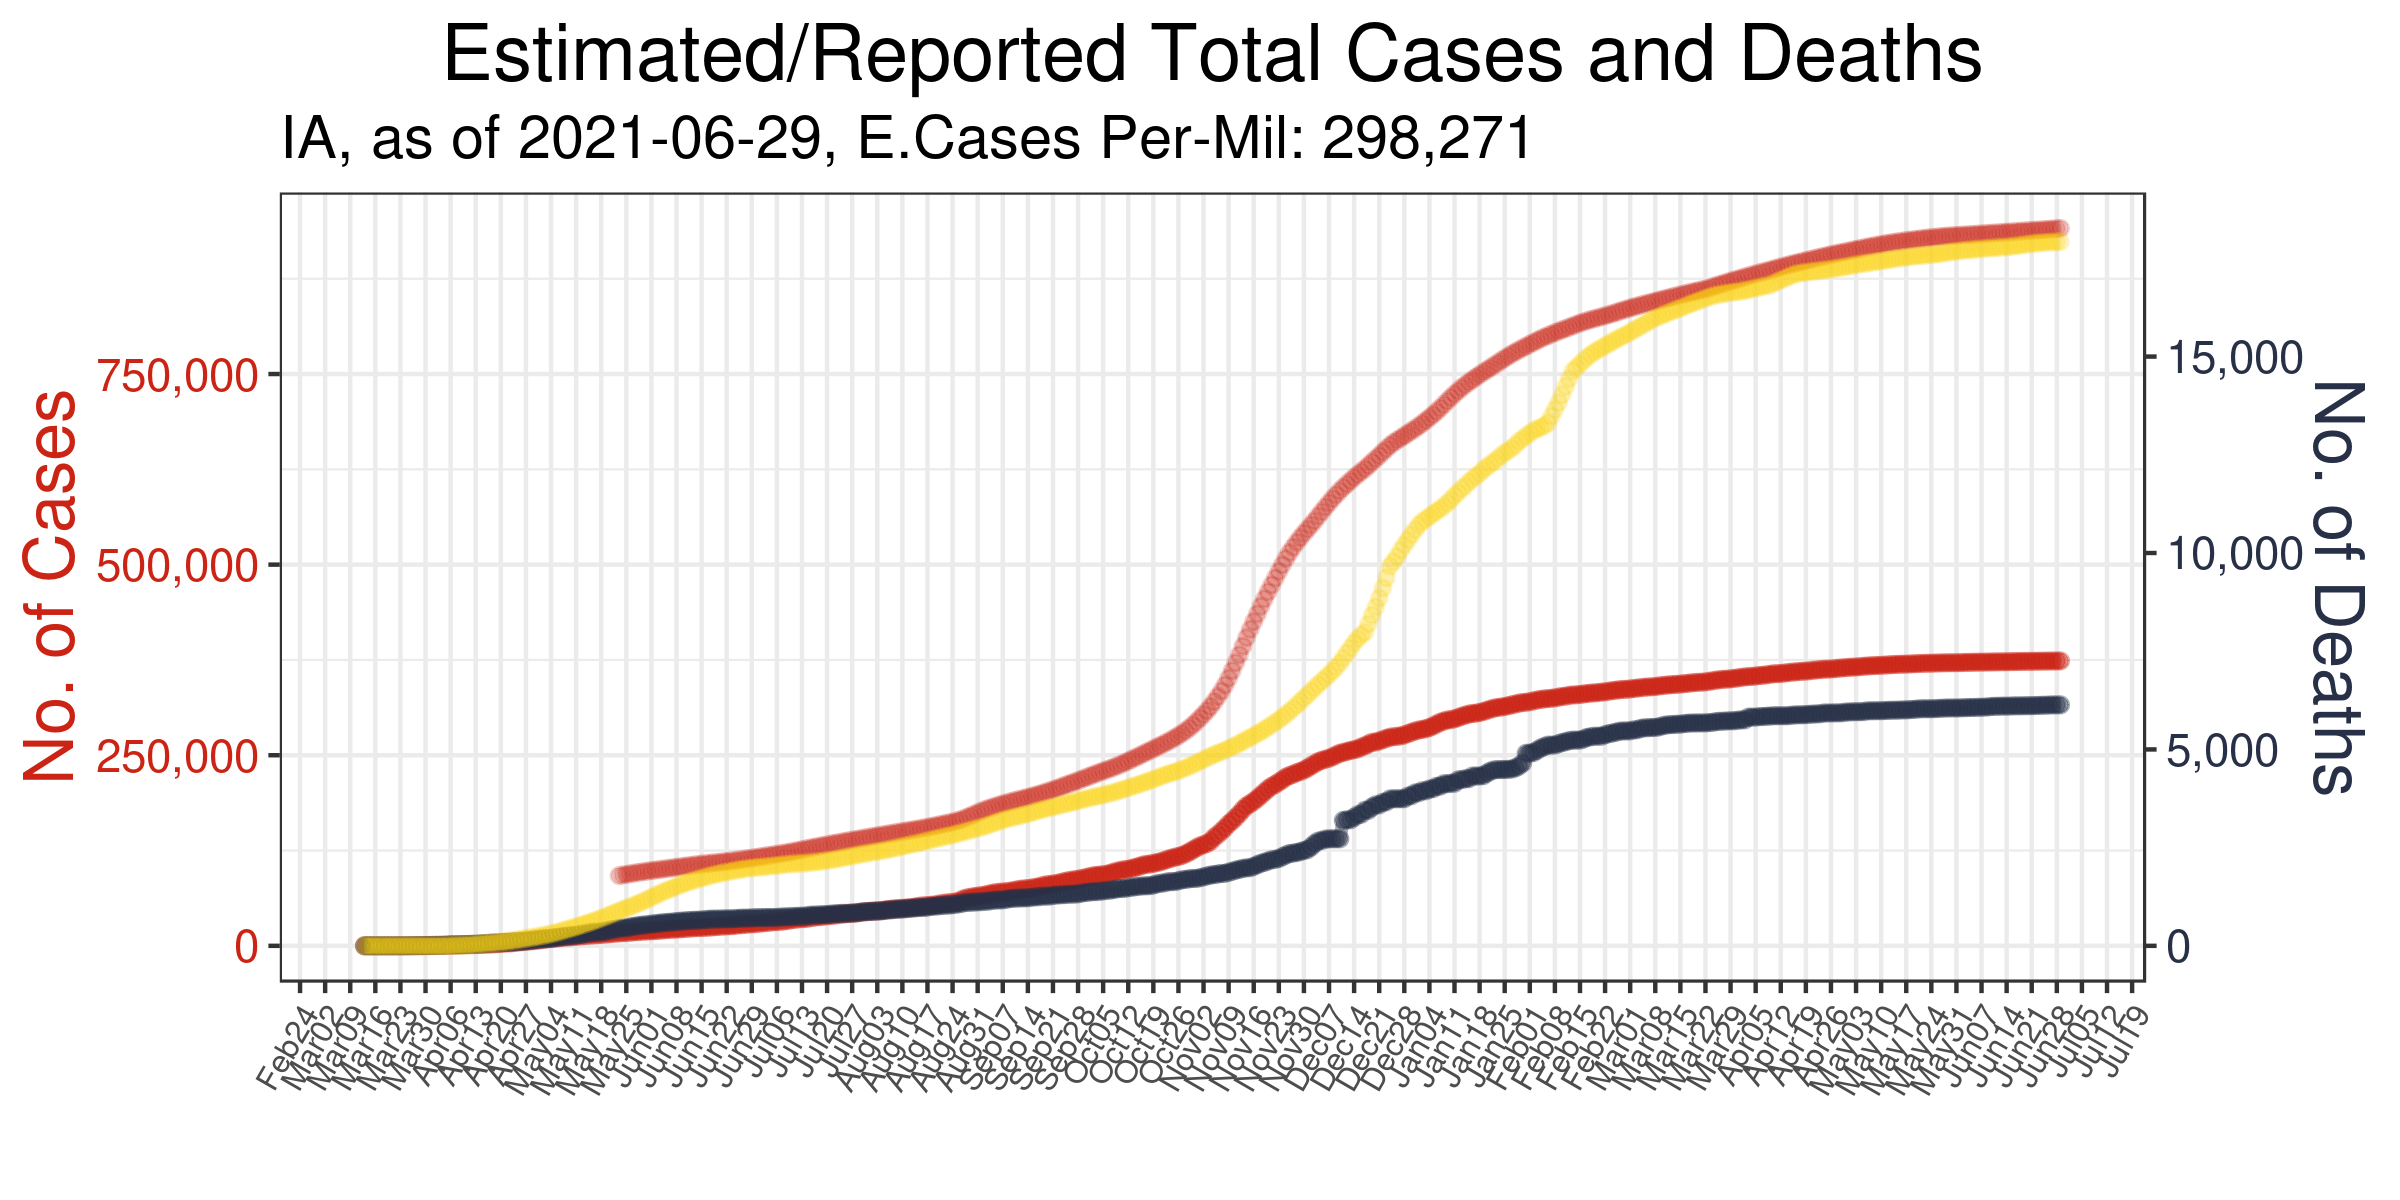 Estimated/Reported Total Cases and Deaths
IA, as of 2021-06-29, E.Cases Per-Mil: 298,271
No. of Cases
750,000
500,000
250,000
0
15,000
10,000
5,000
0
No. of Deaths
Feb24
Mar02
Mar09
Mar16
Mar23
Mar30
Apr06
Apr13
Apr20
Apr27
May04
May11
May18
May25
Jun01
Jun08
Jun15
Jun22
Jun29
Jul06
Jul13
Jul20
Jul27
Aug03
Aug10
Aug17
Aug24
Aug31
Sep07
Sep14
Sep21
Sep28
Oct05
Oct12
Oct19
Oct26
Nov02
Nov09
Nov16
Nov23
Nov30
Dec07
Dec14
Dec21
Dec28
Jan04
Jan11
Jan18
Jan25
Feb01
Feb08
Feb15
Feb22
Mar01
Mar08
Mar15
Mar22
Mar29
Apr05
Apr12
Apr19
Apr26
May03
May10
May17
May24
May31
Jun07
Jun14
Jun21
Jun28
Jul05
Jul12
Jul19